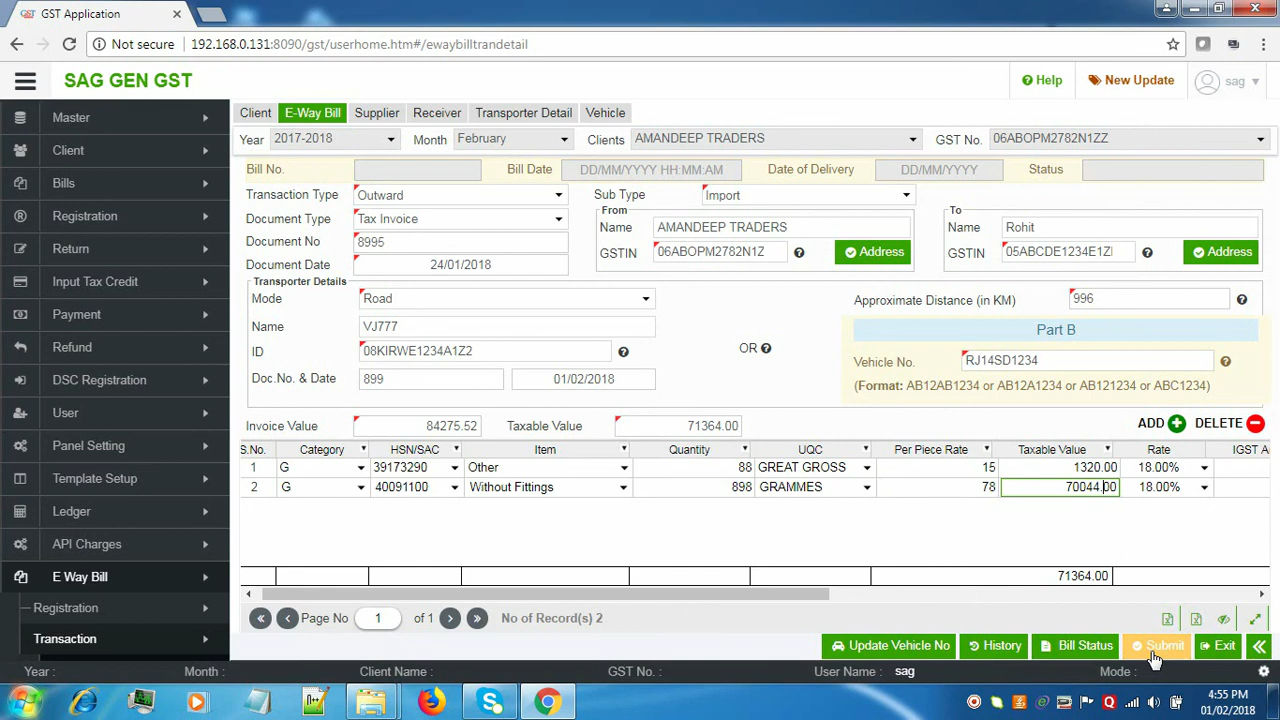 GST Application
Not secure 192.168.0.131:8090/gst/userhome.htm#/ewaybilltrandetail
SAG GEN GST
Help New Update sag
Master
Client
Bills
Registration
Return
Input Tax Credit
Payment
Refund
DSC Registration
User
Panel Setting
Template Setup
Ledger
API Charges
E Way Bill
Registration
Transaction
Client E-Way Bill Supplier Receiver Transporter Detail Vehicle
Year 2017-2018 Month February Clients AMANDEEP TRADERS GST No. 06ABOPM2782N1ZZ
Bill No. Bill Date DD/MM/YYYY HH:MM:AM Date of Delivery DD/MM/YYYY Status
Transaction Type Outward Sub Type Import
Document Type Tax Invoice
Document No 8995
Document Date 24/01/2018
From
Name AMANDEEP TRADERS
GSTIN 06ABOPM2782N1Z Address
To
Name Rohit
GSTIN 05ABCDE1234E1Z Address
Transporter Details
Mode Road
Name VJ777
ID 08KIRWE1234A1Z2
Doc.No. & Date 899 01/02/2018
OR
Approximate Distance (in KM) 996
Part B
Vehicle No. RJ14SD1234
(Format: AB12AB1234 or AB12A1234 or AB121234 or ABC1234)
Invoice Value 84275.52 Taxable Value 71364.00 ADD DELETE
S.No. Category HSN/SAC Item Quantity UQC Per Piece Rate Taxable Value Rate IGST A
1 G 39173290 Other 88 GREAT GROSS 15 1320.00 18.00%
2 G 40091100 Without Fittings 898 GRAMMES 78 70044.00 18.00%
71364.00
Page No 1 of 1 No of Record(s) 2
Update Vehicle No History Bill Status Submit Exit
Year : Month : Client Name : GST No. : User Name : sag Mode :
4:55 PM
01/02/2018